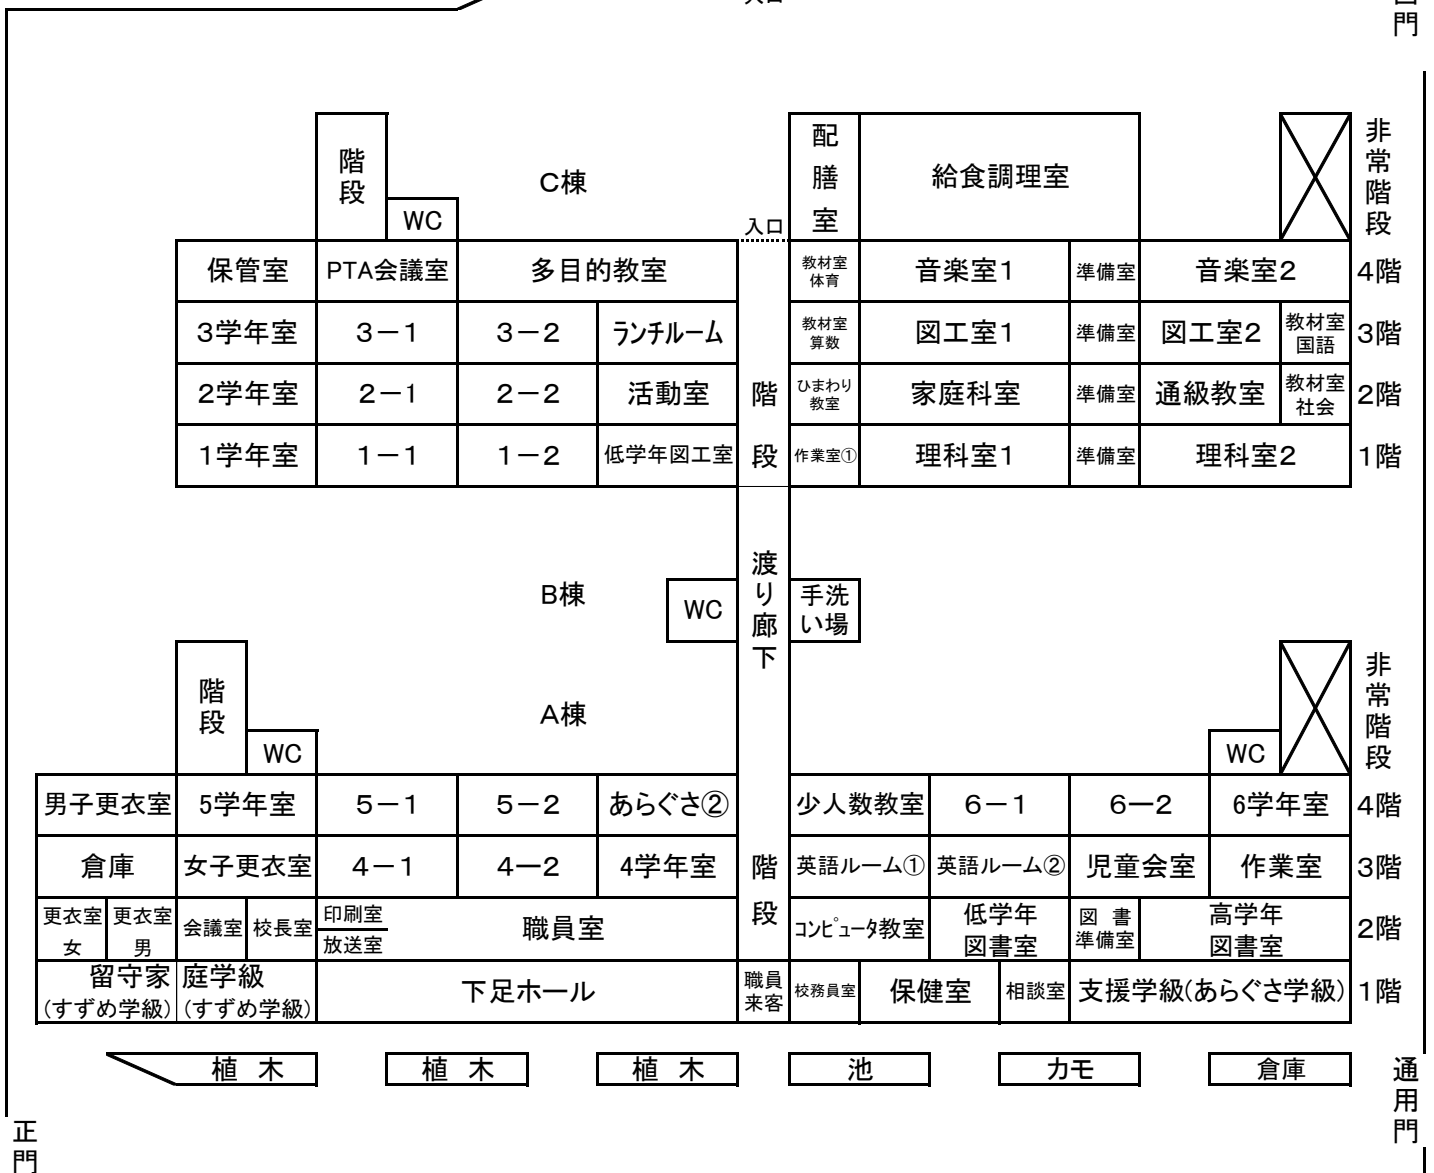 門
配膳室
給食調理室
非常階段
階段
C棟
WC
入口
保管室
PTA会議室
多目的教室
教材室
体育
音楽室1
準備室
音楽室2
4階
3学年室
3－1
3－2
ランチルーム
教材室
算数
図工室1
準備室
図工室2
教材室
国語
3階
2学年室
2－1
2－2
活動室
ひまわり
教室
家庭科室
準備室
通級教室
教材室
社会
2階
1学年室
1－1
1－2
低学年図工室
階段
作業室①
理科室1
準備室
理科室2
1階
渡り廊下
B棟
WC
手洗
い場
階段
A棟
非常階段
WC
WC
男子更衣室
5学年室
5－1
5－2
あらぐさ②
少人数教室
6－1
6ー2
6学年室
4階
倉庫
女子更衣室
4－1
4ー2
4学年室
階段
英語ルーム①
英語ルーム②
児童会室
作業室
3階
更衣室
女
更衣室
男
会議室
校長室
印刷室
放送室
職員室
コンピュータ教室
低学年
図書室
図 書
準備室
高学年
図書室
2階
留守家庭学級
(すずめ学級)
(すずめ学級)
下足ホール
職員
来客
校務員室
保健室
相談室
支援学級(あらぐさ学級)
1階
植 木
植 木
植 木
池
カモ
倉庫
通用門
正門